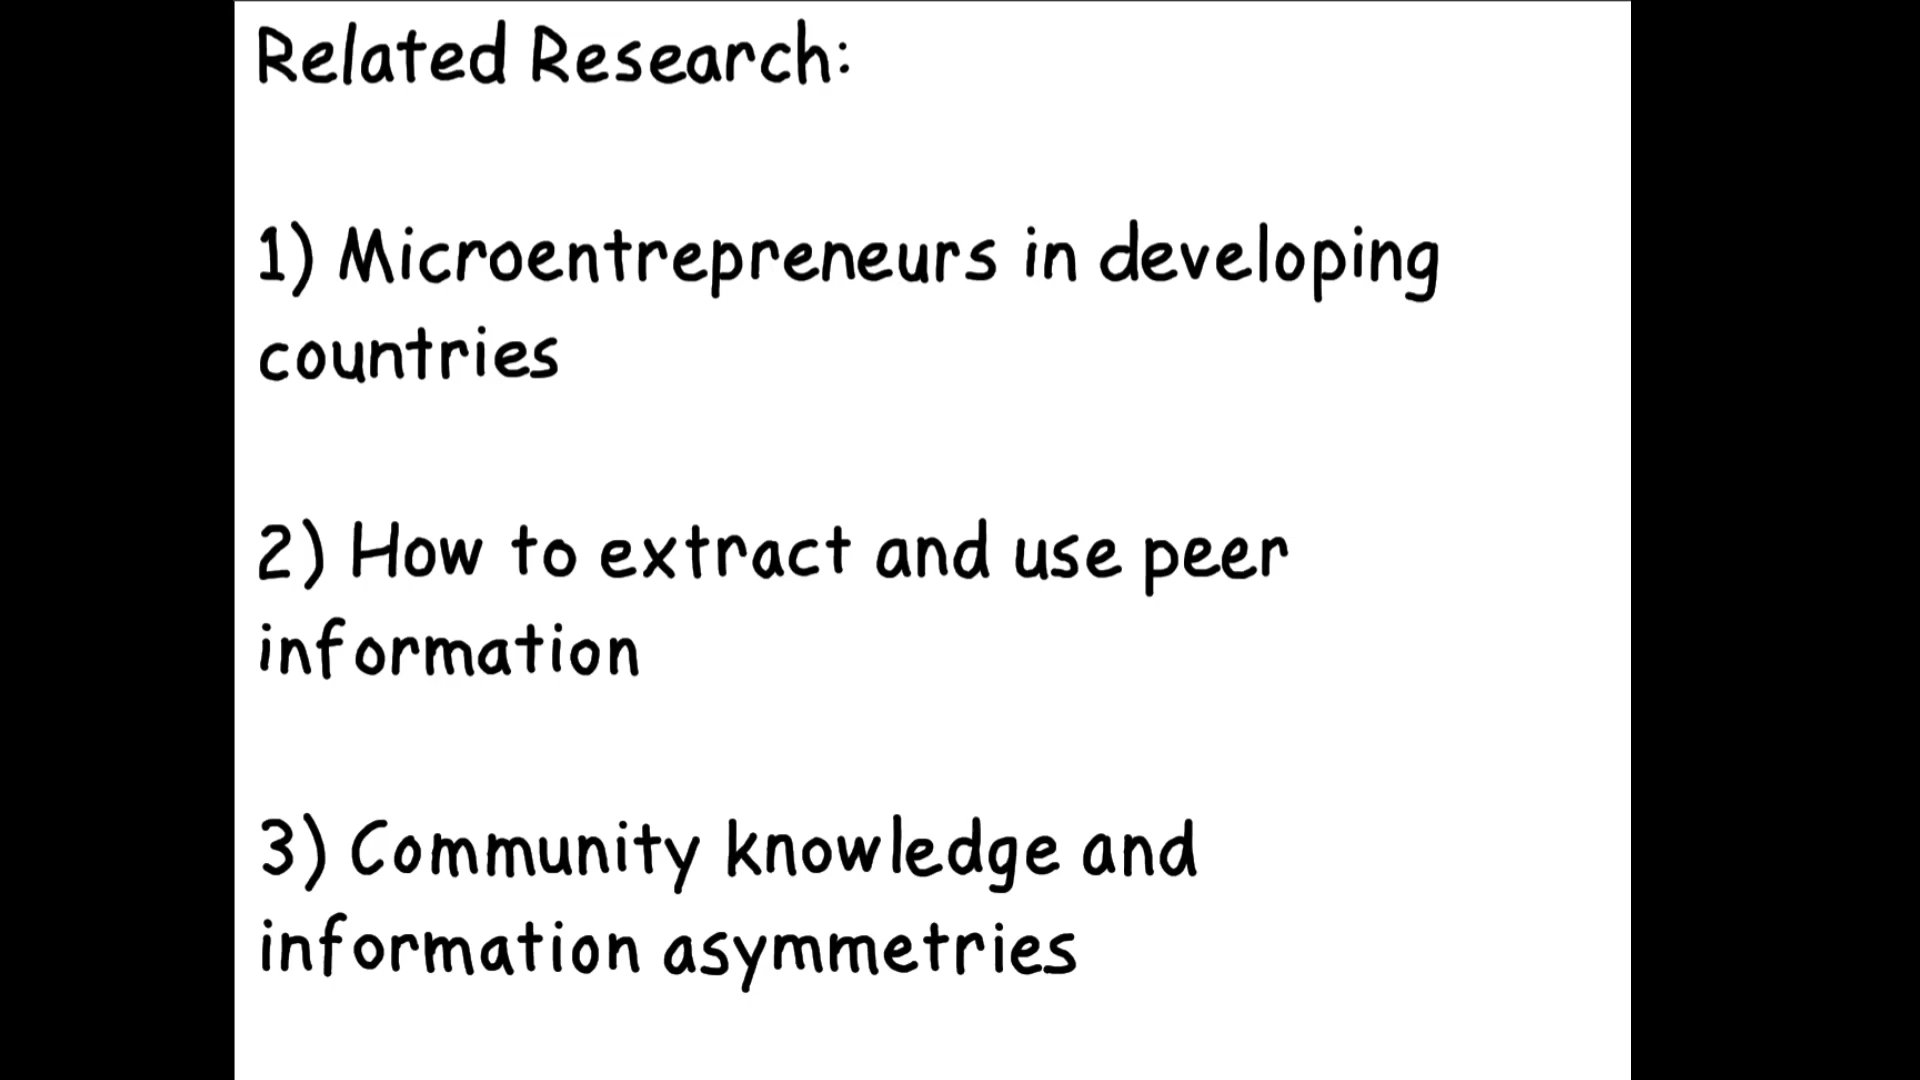 Related Research:
1) Microentrepreneurs in developing
countries
2) How to extract and use peer
information
3) Community knowledge and
information asymmetries